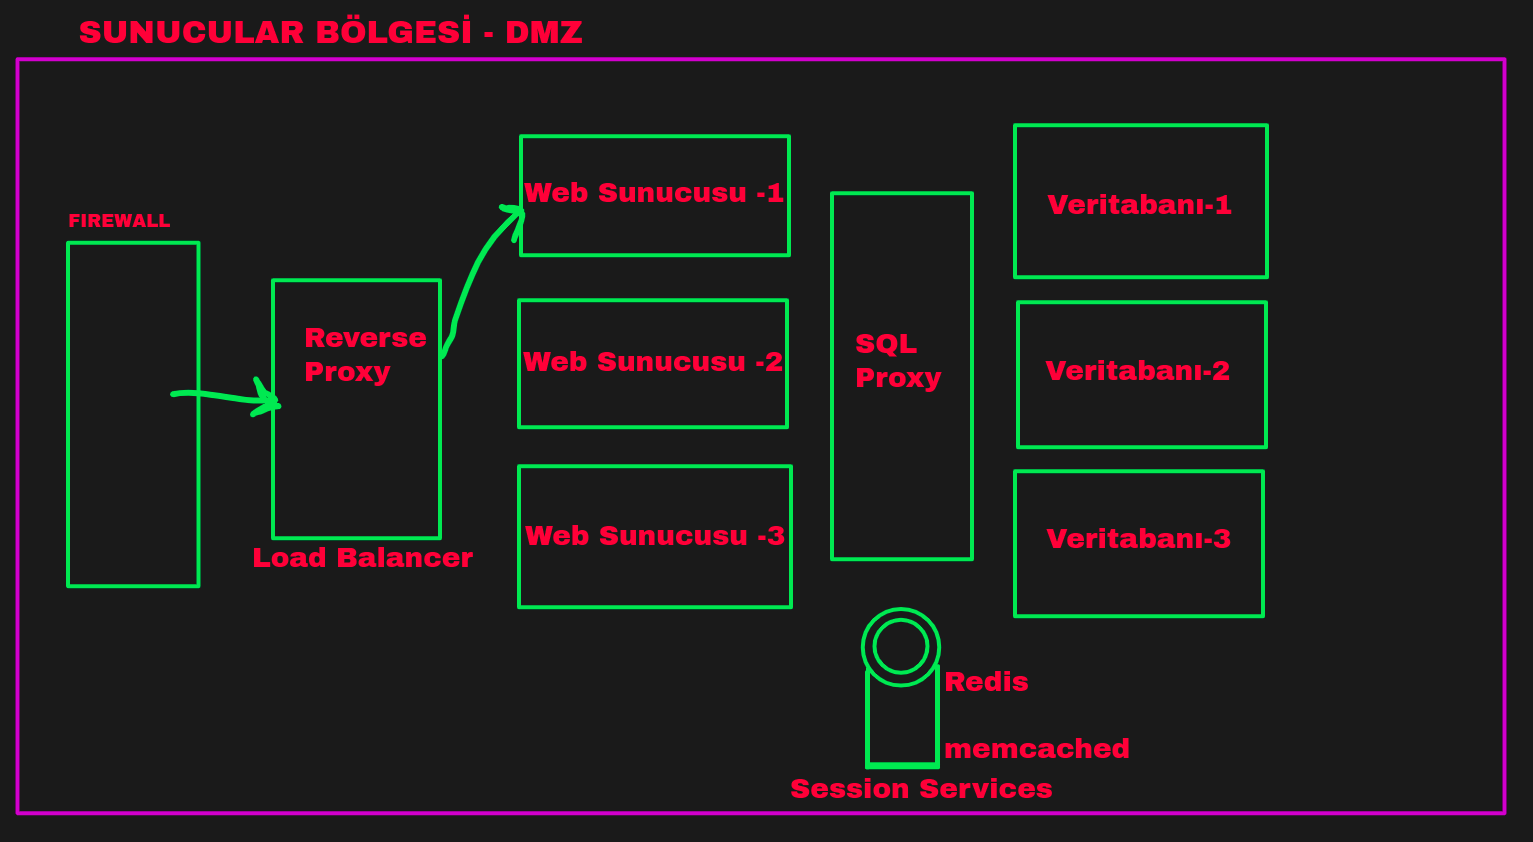 SUNUCULAR BÖLGESİ - DMZ
FIREWALL
Reverse
Proxy
Load Balancer
Web Sunucusu -1
Web Sunucusu -2
Web Sunucusu -3
SQL
Proxy
Veritabanı-1
Veritabanı-2
Veritabanı-3
Redis
memcached
Session Services